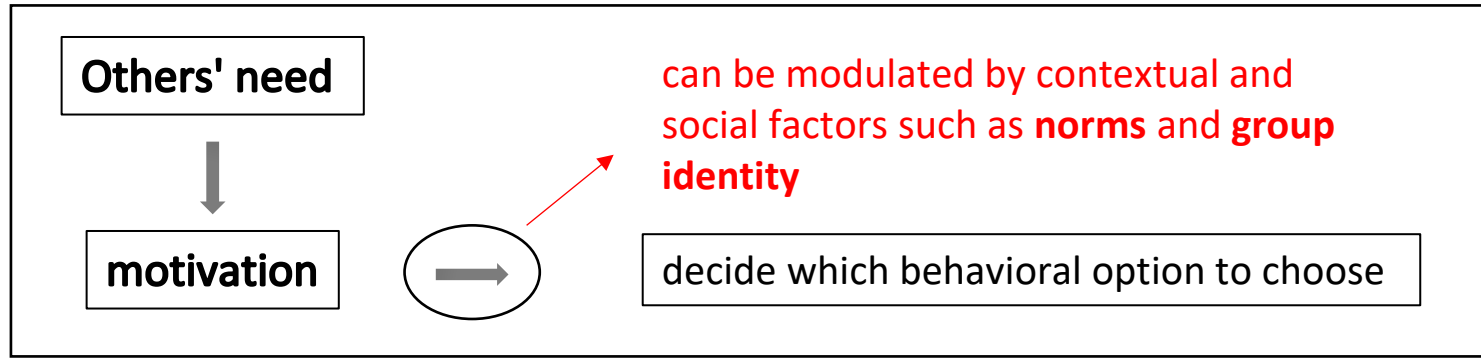 Others' need
can be modulated by contextual and
social factors such as norms and group
identity
motivation
decide which behavioral option to choose